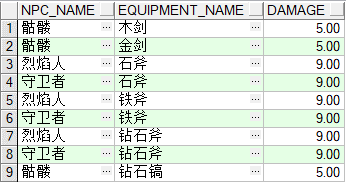 NPC_NAME EQUIPMENT_NAME DAMAGE
1 骷髅 ... 木剑 ... 5.00
2 骷髅 ... 金剑 ... 5.00
3 烈焰人 ... 石斧 ... 9.00
4 守卫者 ... 石斧 ... 9.00
5 烈焰人 ... 铁斧 ... 9.00
6 守卫者 ... 铁斧 ... 9.00
7 烈焰人 ... 钻石斧 ... 9.00
8 守卫者 ... 钻石斧 ... 9.00
9 骷髅 ... 钻石镐 ... 5.00